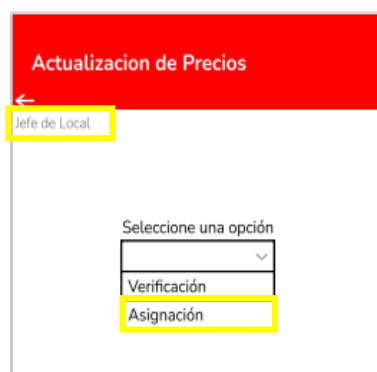 Actualizacion de Precios
Jefe de Local
Seleccione una opción
Verificación
Asignación